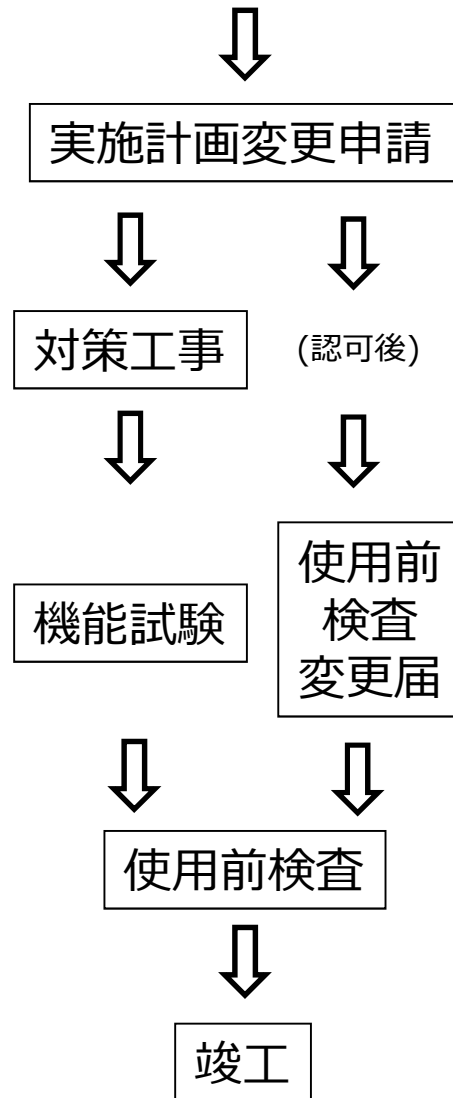 実施計画変更申請
対策工事
(認可後)
機能試験
使用前
検査
変更届
使用前検査
竣工